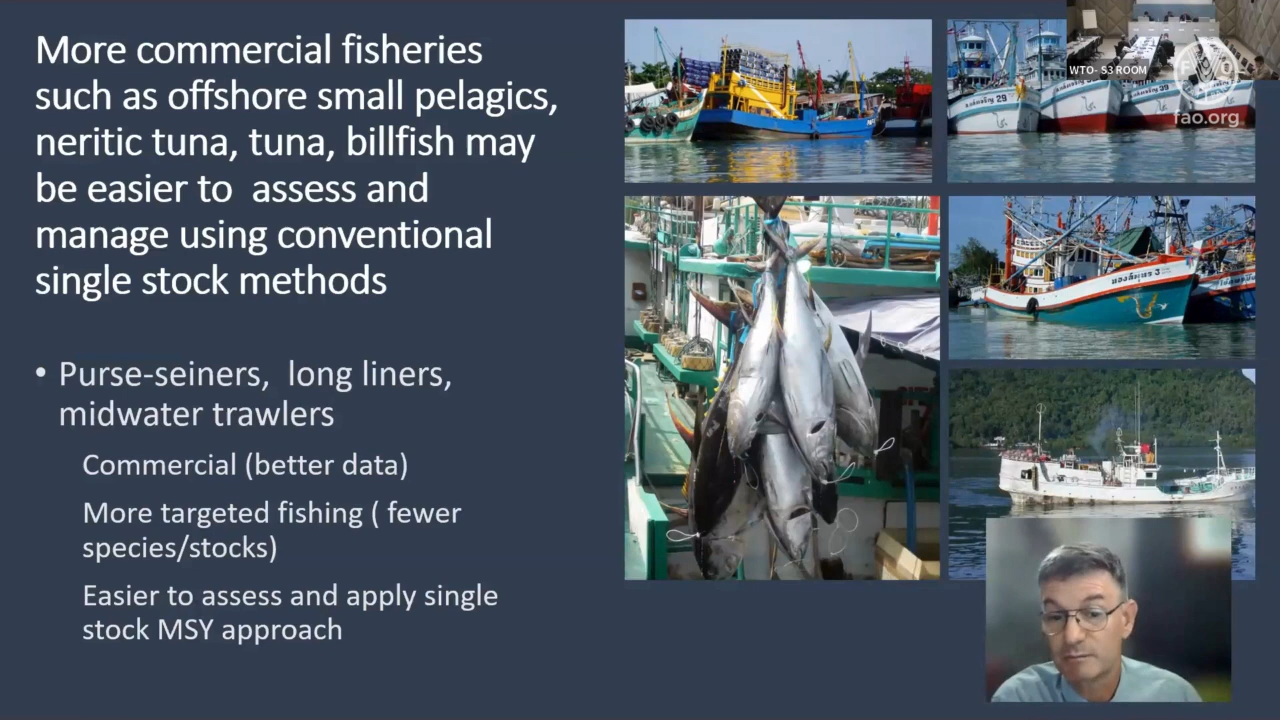 More commercial fisheries
such as offshore small pelagics,
neritic tuna, tuna, billfish may
be easier to  assess and
manage using conventional
single stock methods
• Purse-seiners,  long liners,
midwater trawlers
Commercial (better data)
More targeted fishing ( fewer
species/stocks)
Easier to assess and apply single
stock MSY approach
WTO- S3 ROOM
fao.org
29
39